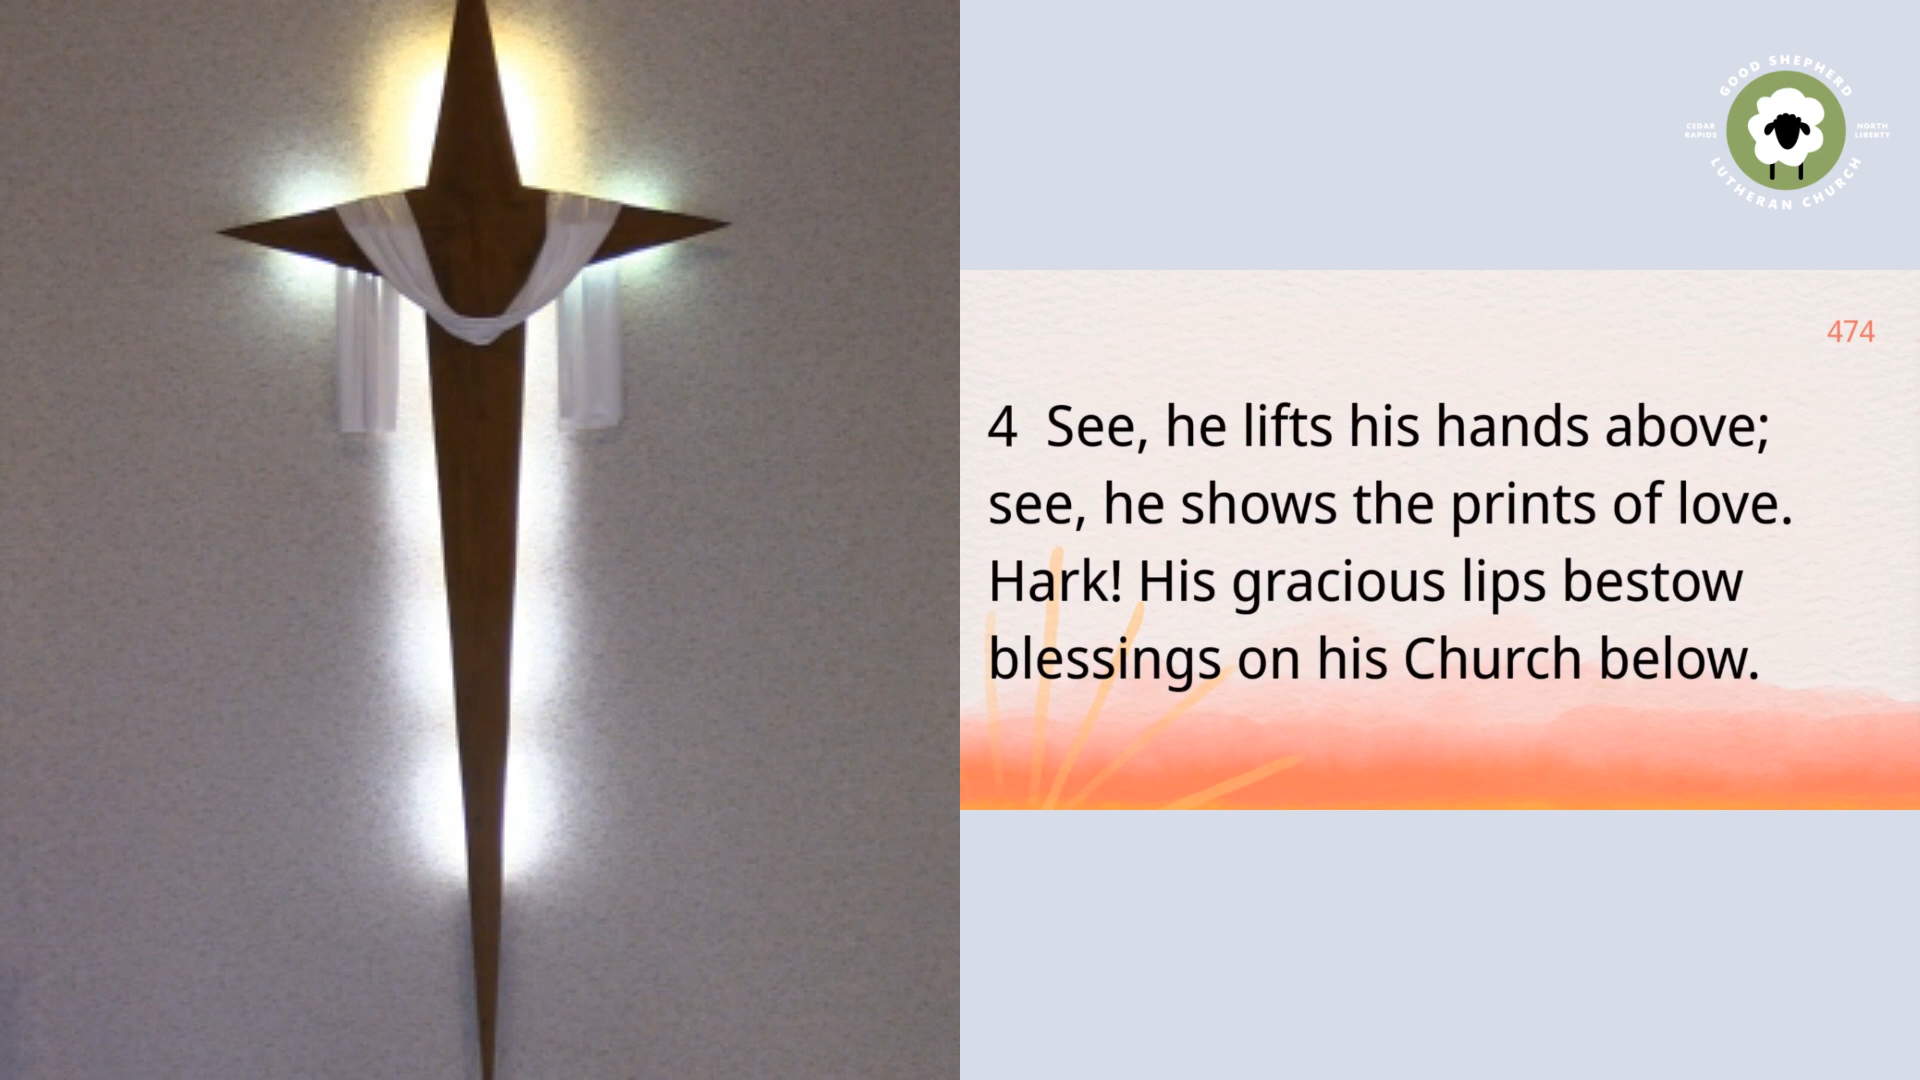 GOOD SHEPHERD
CEDAR
RAPIDS
NORTH
LIBERTY
LUTHERAN CHURCH
474
4 See, he lifts his hands above;
see, he shows the prints of love.
Hark! His gracious lips bestow
blessings on his Church below.